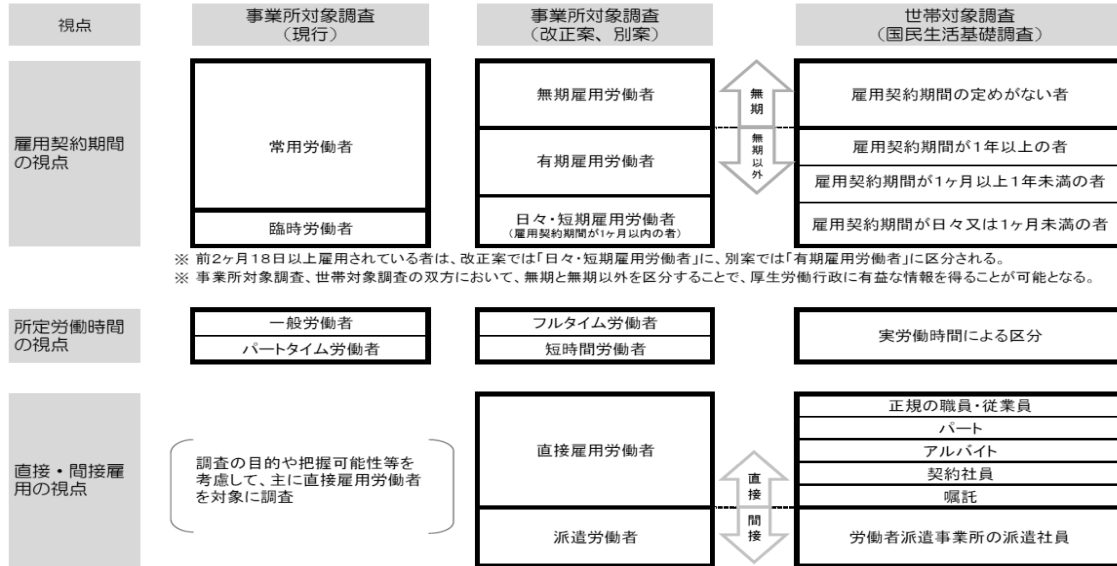 視点
事業所対象調査
（現行）
事業所対象調査
（改正案、別案）
世帯対象調査
（国民生活基礎調査）
雇用契約期間
の視点
常用労働者
臨時労働者
無期雇用労働者
有期雇用労働者
日々・短期雇用労働者
（雇用契約期間が1ヶ月以内の者）
無期
無期以外
雇用契約期間の定めがない者
雇用契約期間が1年以上の者
雇用契約期間が1ヶ月以上1年未満の者
雇用契約期間が日々又は1ヶ月未満の者
※ 前2ヶ月18日以上雇用されている者は、改正案では「日々・短期雇用労働者」に、別案では「有期雇用労働者」に区分される。
※ 事業所対象調査、世帯対象調査の双方において、無期と無期以外を区分することで、厚生労働行政に有益な情報を得ることが可能となる。
所定労働時間
の視点
一般労働者
パートタイム労働者
フルタイム労働者
短時間労働者
実労働時間による区分
直接・間接雇
用の視点
調査の目的や把握可能性等を
考慮して、主に直接雇用労働者
を対象に調査
直接雇用労働者
派遣労働者
直接
間接
正規の職員・従業員
パート
アルバイト
契約社員
嘱託
労働者派遣事業所の派遣社員